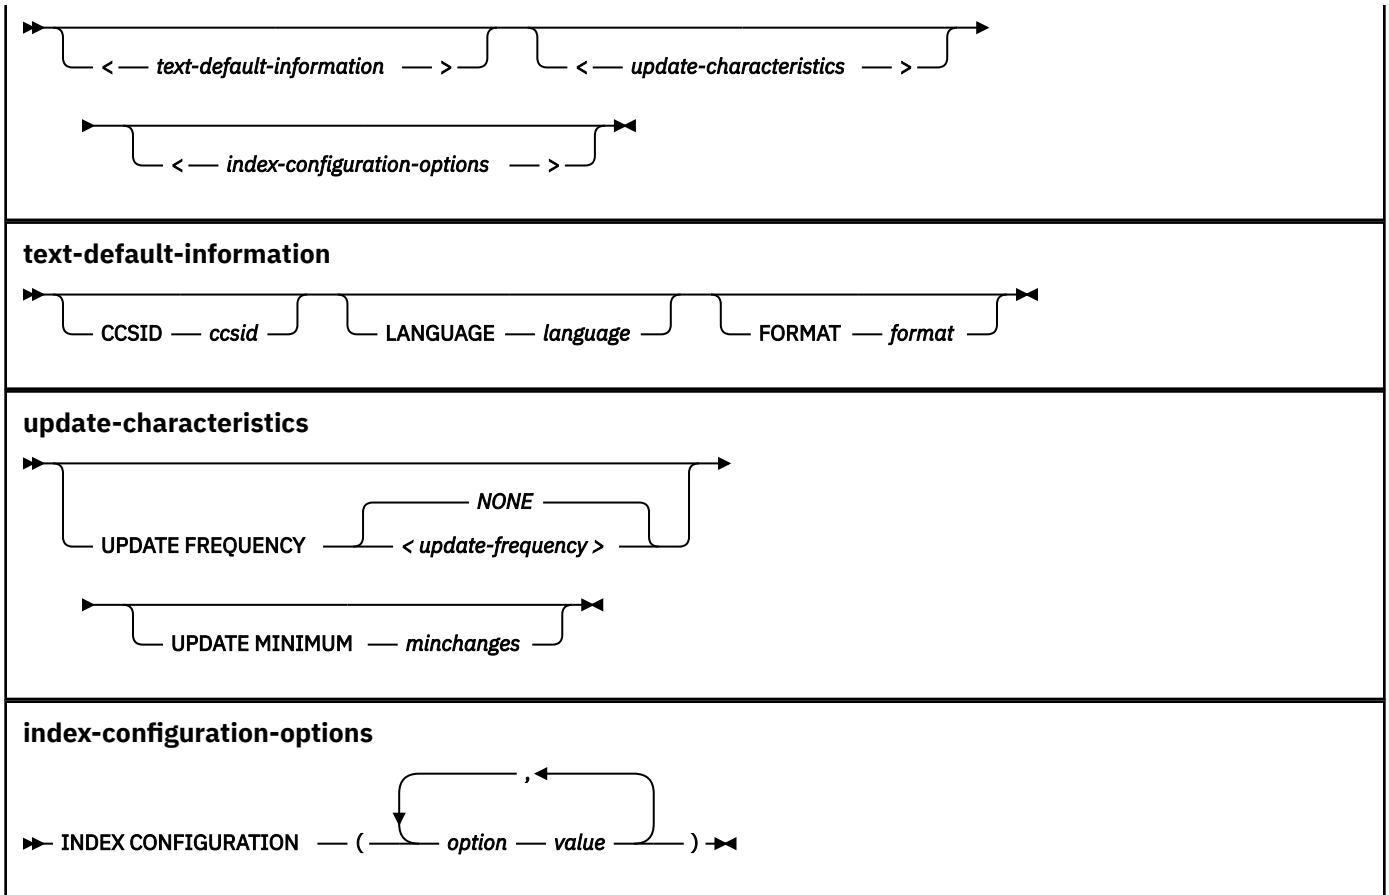 < text-default-information > < update-characteristics >
< index-configuration-options >
text-default-information
CCSID ccsid LANGUAGE language FORMAT format
update-characteristics
NONE
UPDATE FREQUENCY < update-frequency >
UPDATE MINIMUM minchanges
index-configuration-options
,
INDEX CONFIGURATION ( option value )